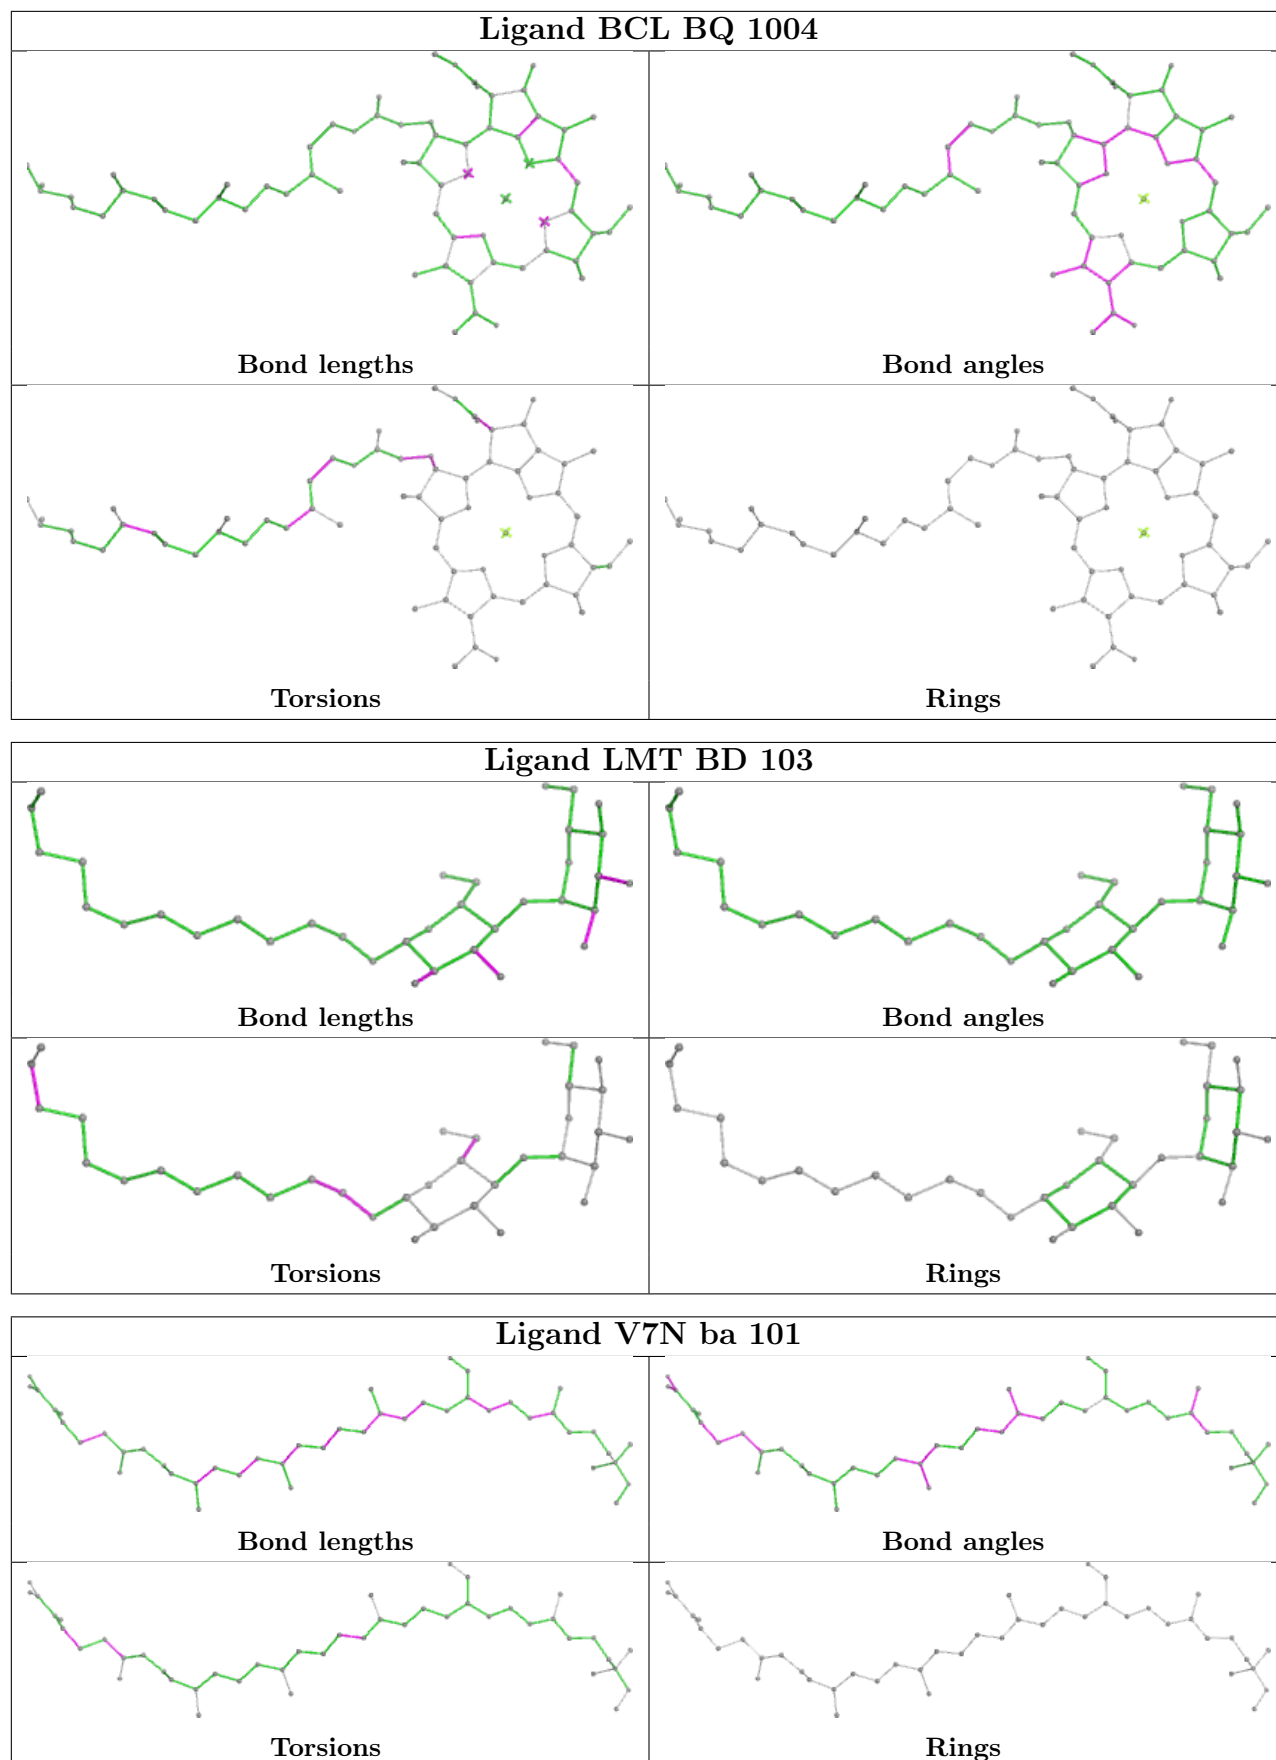 Ligand BCL BQ 1004
Bond lengths
Bond angles
Torsions
Rings
Ligand LMT BD 103
Bond lengths
Bond angles
Torsions
Rings
Ligand V7N ba 101
Bond lengths
Bond angles
Torsions
Rings